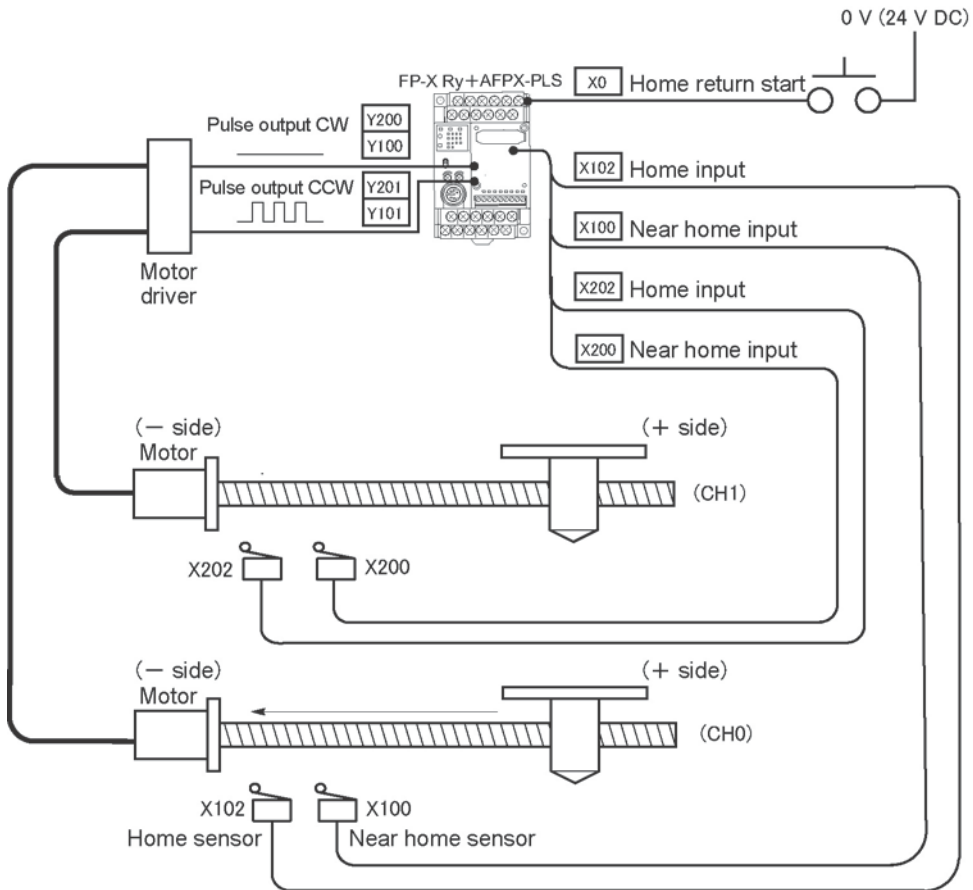 0 V (24 V DC)
FP-X Ry+AFPX-PLS
X0 Home return start
Pulse output CW Y200
Y100
Pulse output CCW Y201
Y101
X102 Home input
X100 Near home input
Motor
driver
X202 Home input
X200 Near home input
(− side)
Motor
(+ side)
(CH1)
X202
X200
(− side)
Motor
(+ side)
(CH0)
X102
Home sensor
X100
Near home sensor